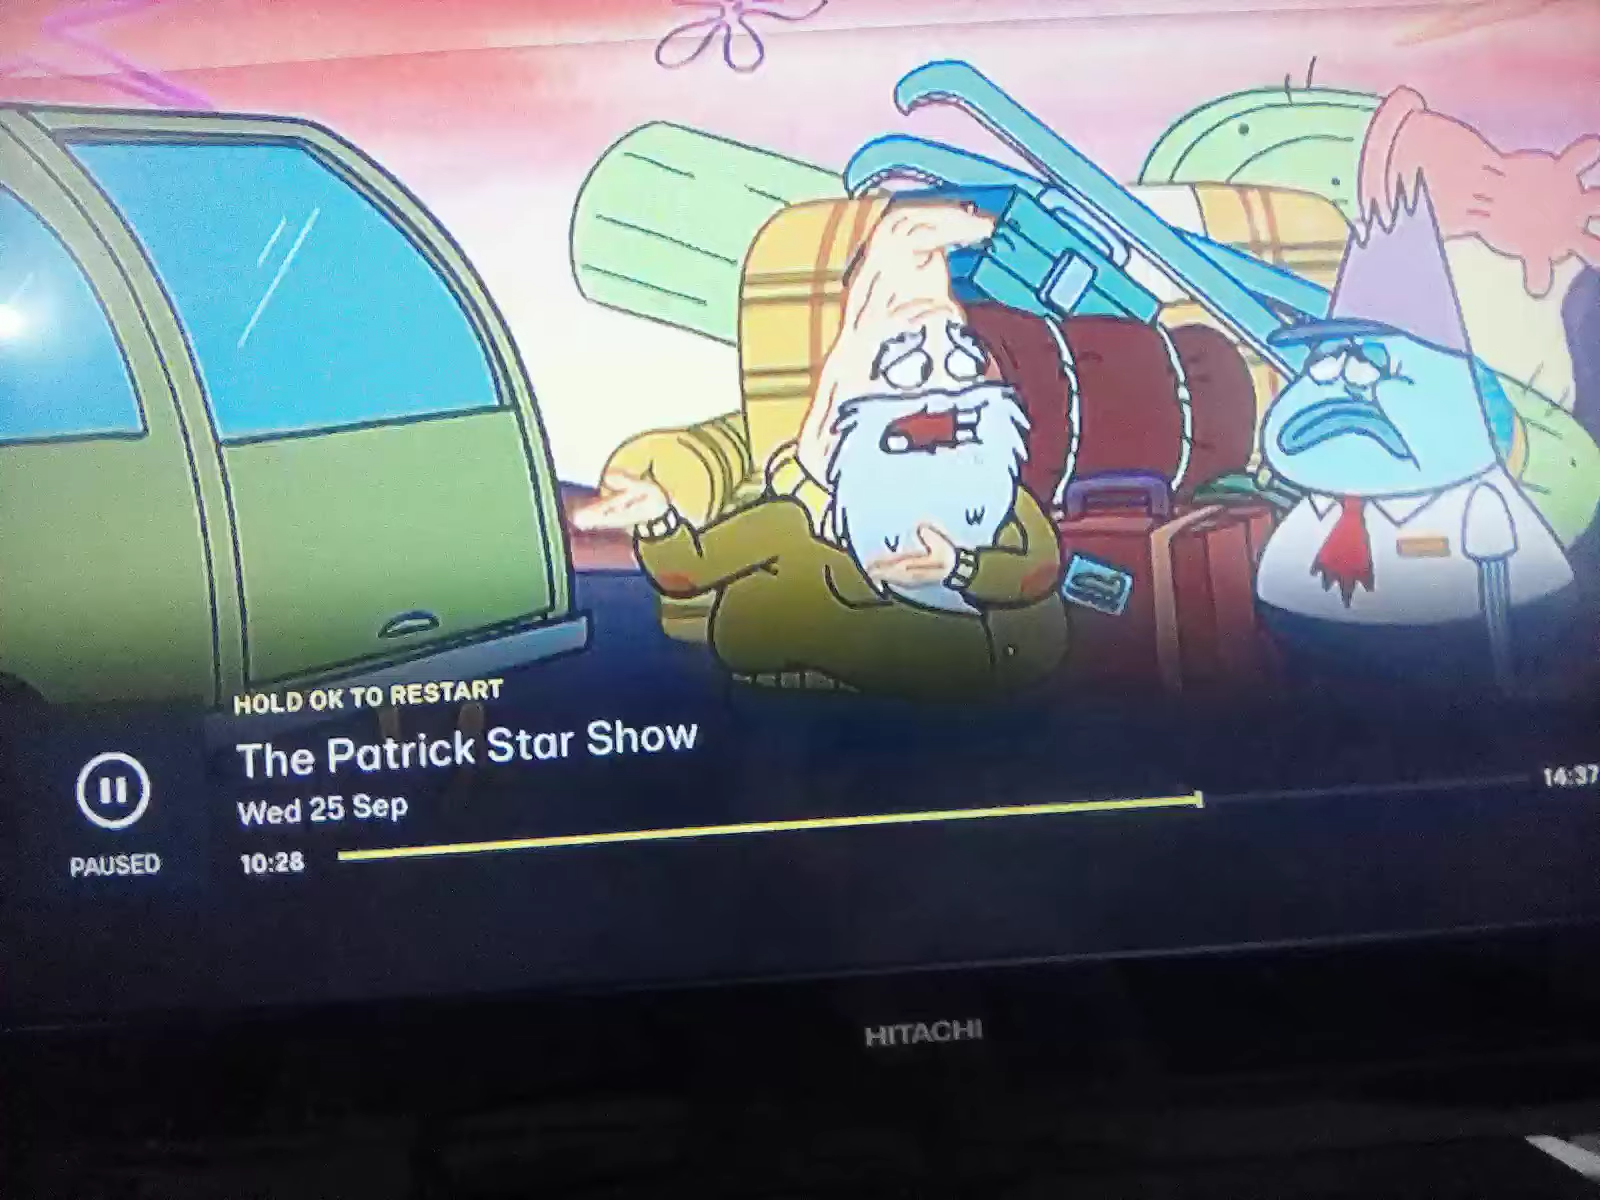 HOLD OK TO RESTART
The Patrick Star Show
Wed 25 Sep
PAUSED
10:28
14:37
HITACHI